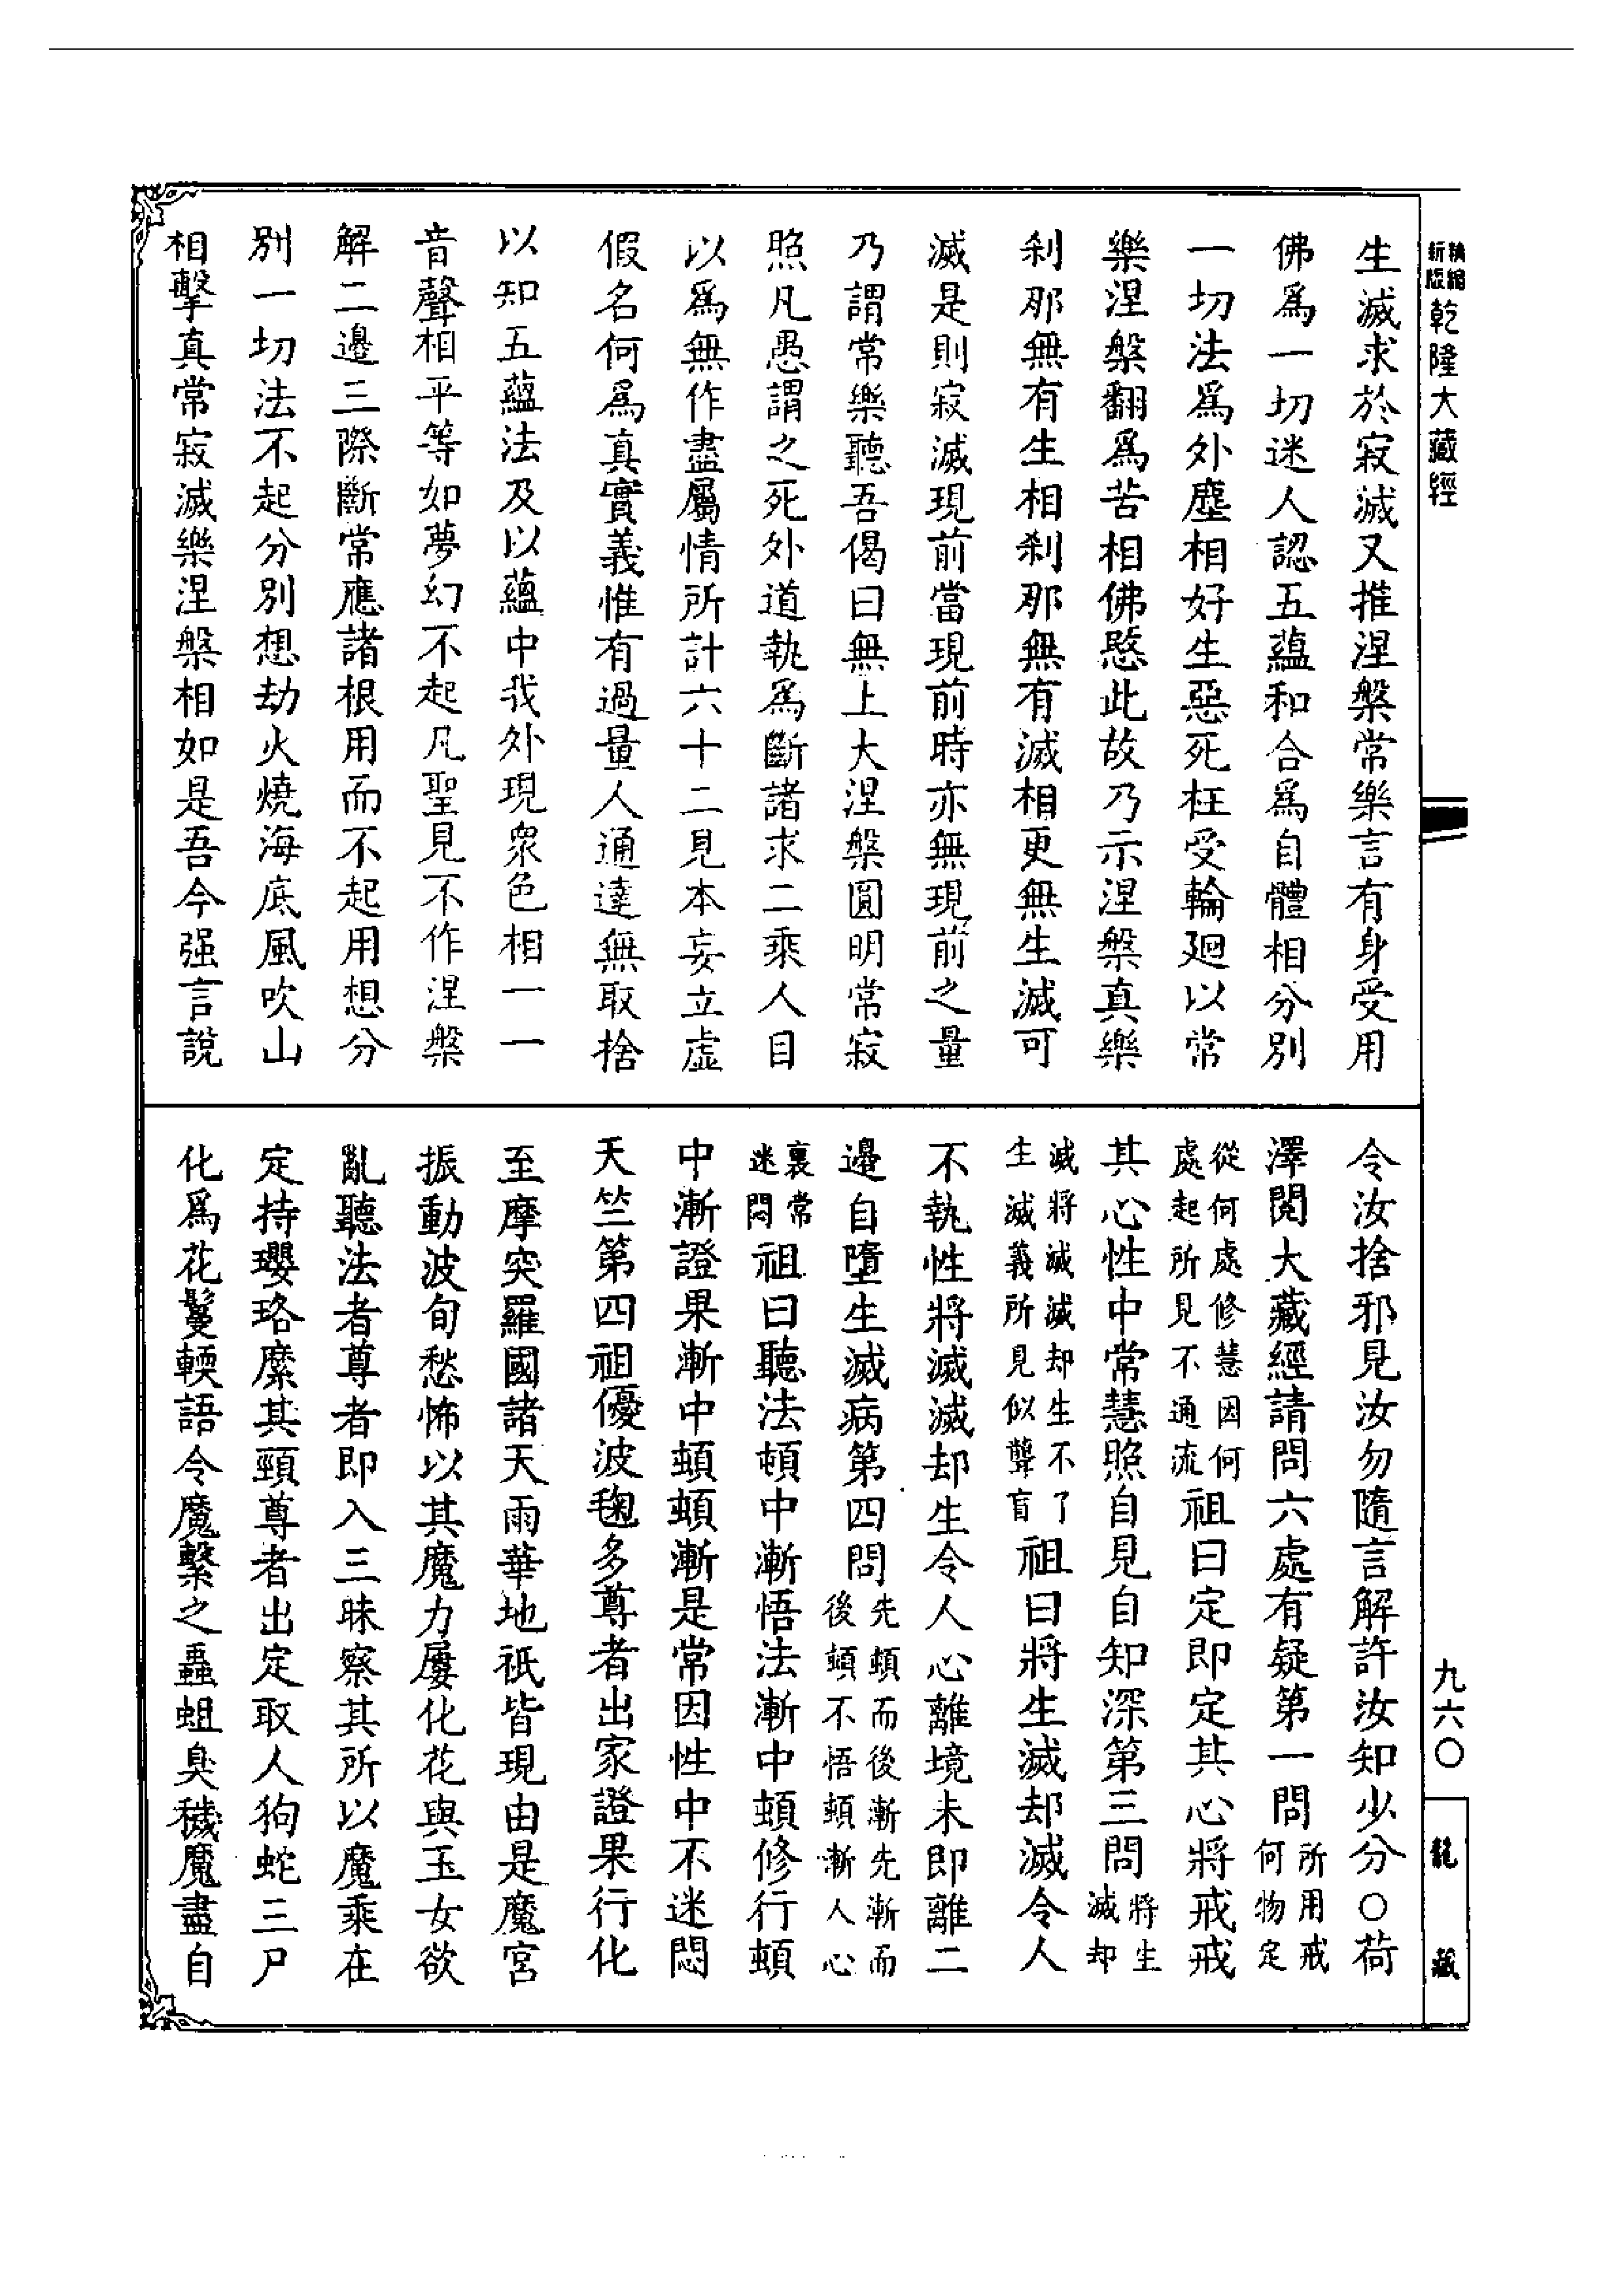 精縮
新版
乾隆大藏經
生滅求於寂滅又推涅槃常樂言有身受用
佛爲一切迷人認五蘊和合爲自體相分別
一切法爲外塵相好生惡死枉受輪廻以常
樂涅槃翻爲苦相佛愍此故乃示涅槃真樂
刹那無有生相刹那無有滅相更無生滅可
滅是則寂滅現前當現前時亦無現前之量
乃謂常樂聽吾偈曰無上大涅槃圓明常寂
照凡愚謂之死外道執爲斷諸求二乘人目
以爲無作盡屬情所計六十二見本妄立虛
假名何爲真實義惟有過量人通達無取捨
以知五蘊法及以蘊中我外現衆色相一一
音聲相平等如夢幻不起凡聖見不作涅槃
解二邊三際斷常應諸根用而不起用想分
別一切法不起分別想劫火燒海底風吹山
相擊真常寂滅樂涅槃相如是吾今强言說
令汝捨邪見汝勿隨言解許汝知少分○荷
澤閱大藏經請問六處有疑第一問所用戒何物定
從何處修慧因何處起所見不通流祖曰定即定其心將戒戒
其心性中常慧照自見自知深第三問將生滅却
滅將滅滅却生不了生滅義所見似聾盲祖曰將生滅却滅令人
不執性將滅滅却生令人心離境未即離二
邊自墮生滅病第四問先頓而後漸先漸而後頓不悟頓漸人心
裏常迷悶祖曰聽法頓中漸悟法漸中頓修行頓
中漸證果漸中頓頓漸是常因性中不迷悶
天竺第四祖優波毱多尊者出家證果行化
至摩突羅國諸天雨華地祇皆現由是魔宮
振動波旬愁怖以其魔力屢化花與玉女欲
亂聽法者尊者即入三昧察其所以魔乘在
定持瓔珞縻其頸尊者出定取人狗蛇三尸
化爲花鬘輭語令魔繫之蟲蛆臭穢魔盡自
九六○
龍藏